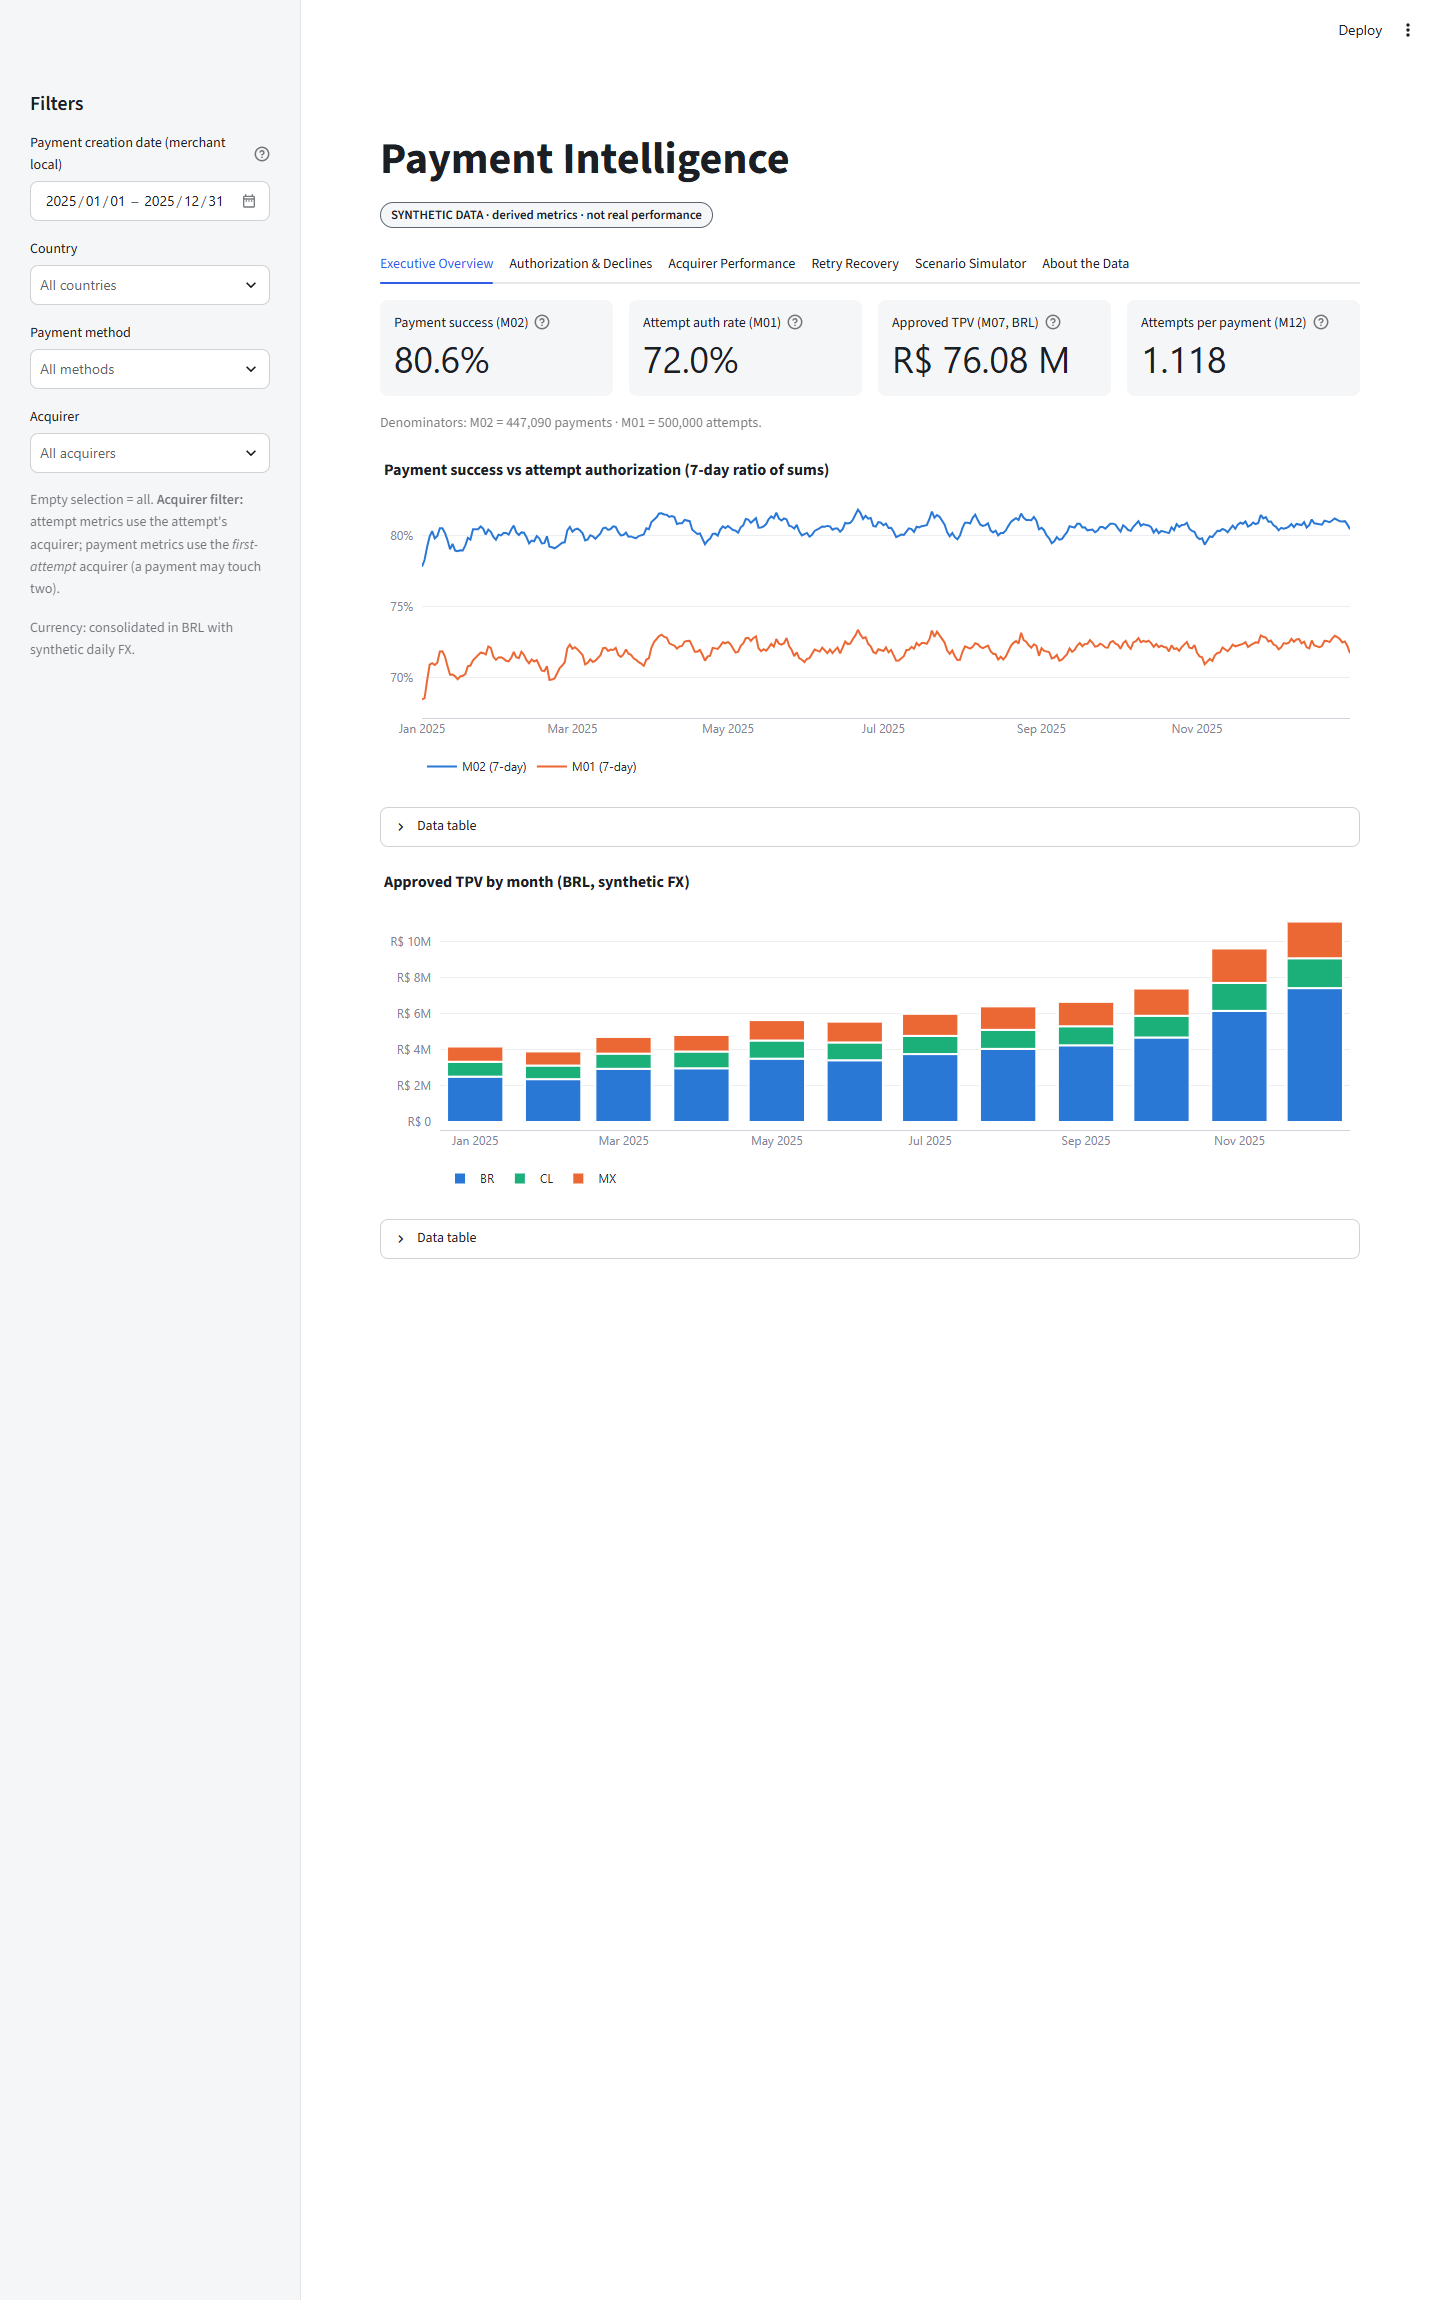 Deploy
Filters
Payment creation date (merchant
local)
2025/01/01 – 2025/12/31
Country
All countries
Payment method
All methods
Acquirer
All acquirers
Empty selection = all. Acquirer filter:
attempt metrics use the attempt's
acquirer; payment metrics use the first-
attempt acquirer (a payment may touch
two).
Currency: consolidated in BRL with
synthetic daily FX.
Payment Intelligence
SYNTHETIC DATA · derived metrics · not real performance
Executive Overview Authorization & Declines Acquirer Performance Retry Recovery Scenario Simulator About the Data
Payment success (M02)
80.6%
Attempt auth rate (M01)
72.0%
Approved TPV (M07, BRL)
R$ 76.08 M
Attempts per payment (M12)
1.118
Denominators: M02 = 447,090 payments · M01 = 500,000 attempts.
Payment success vs attempt authorization (7-day ratio of sums)
80%
75%
70%
Jan 2025 Mar 2025 May 2025 Jul 2025 Sep 2025 Nov 2025
M02 (7-day) M01 (7-day)
Data table
Approved TPV by month (BRL, synthetic FX)
R$ 10M
R$ 8M
R$ 6M
R$ 4M
R$ 2M
R$ 0
Jan 2025 Mar 2025 May 2025 Jul 2025 Sep 2025 Nov 2025
BR CL MX
Data table